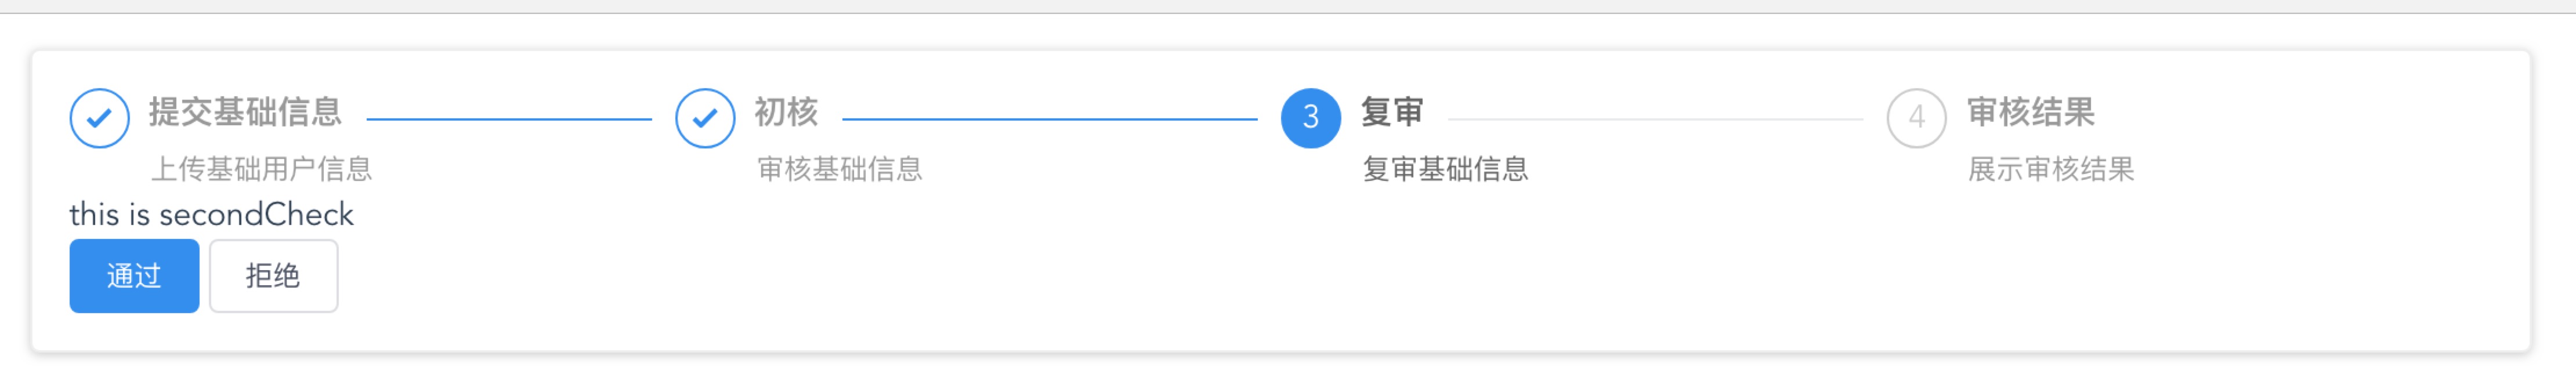 提交基础信息
上传基础用户信息
初核
审核基础信息
3
复审
复审基础信息
4
审核结果
展示审核结果
this is secondCheck
通过
拒绝